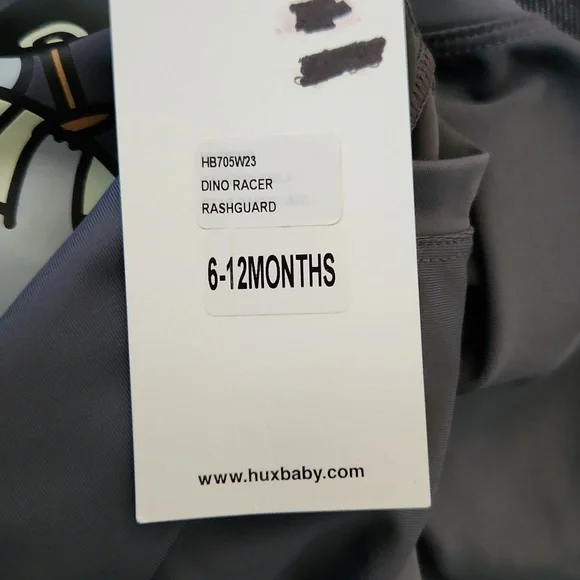 HB705W23
DINO RACER
RASHGUARD
6-12MONTHS
www.huxbaby.com